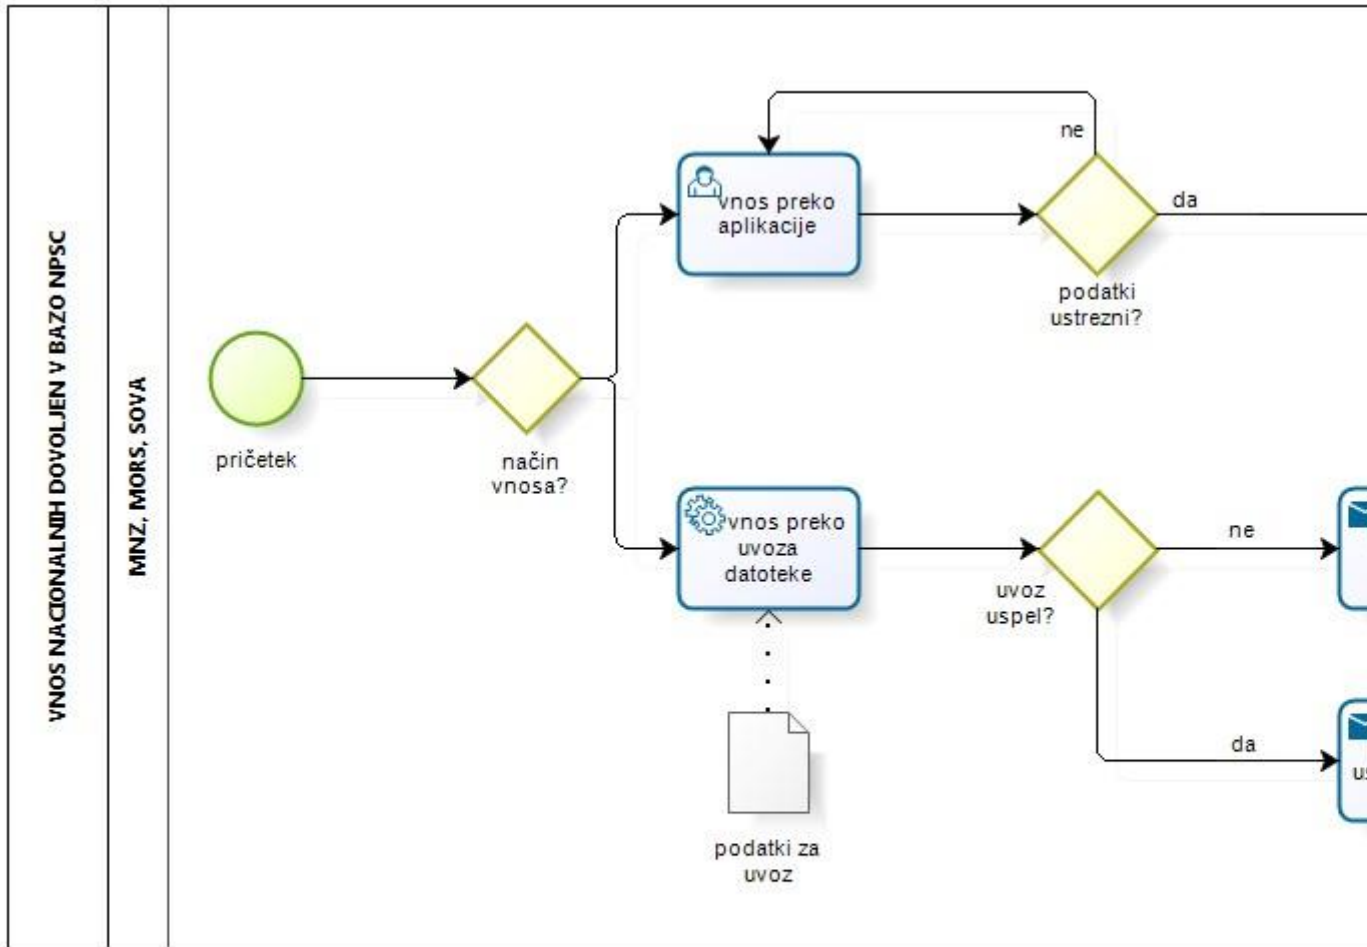 VNOS NACIONALNIH DOVOLJEN V BAZO NPSC
MNZ, MORS, SOVA
pričetek
način
vnosa?
vnos preko
aplikacije
ne
da
podatki
ustrezni?
vnos preko
uvoza
datoteke
uvoz
uspel?
ne
da
podatki za
uvoz